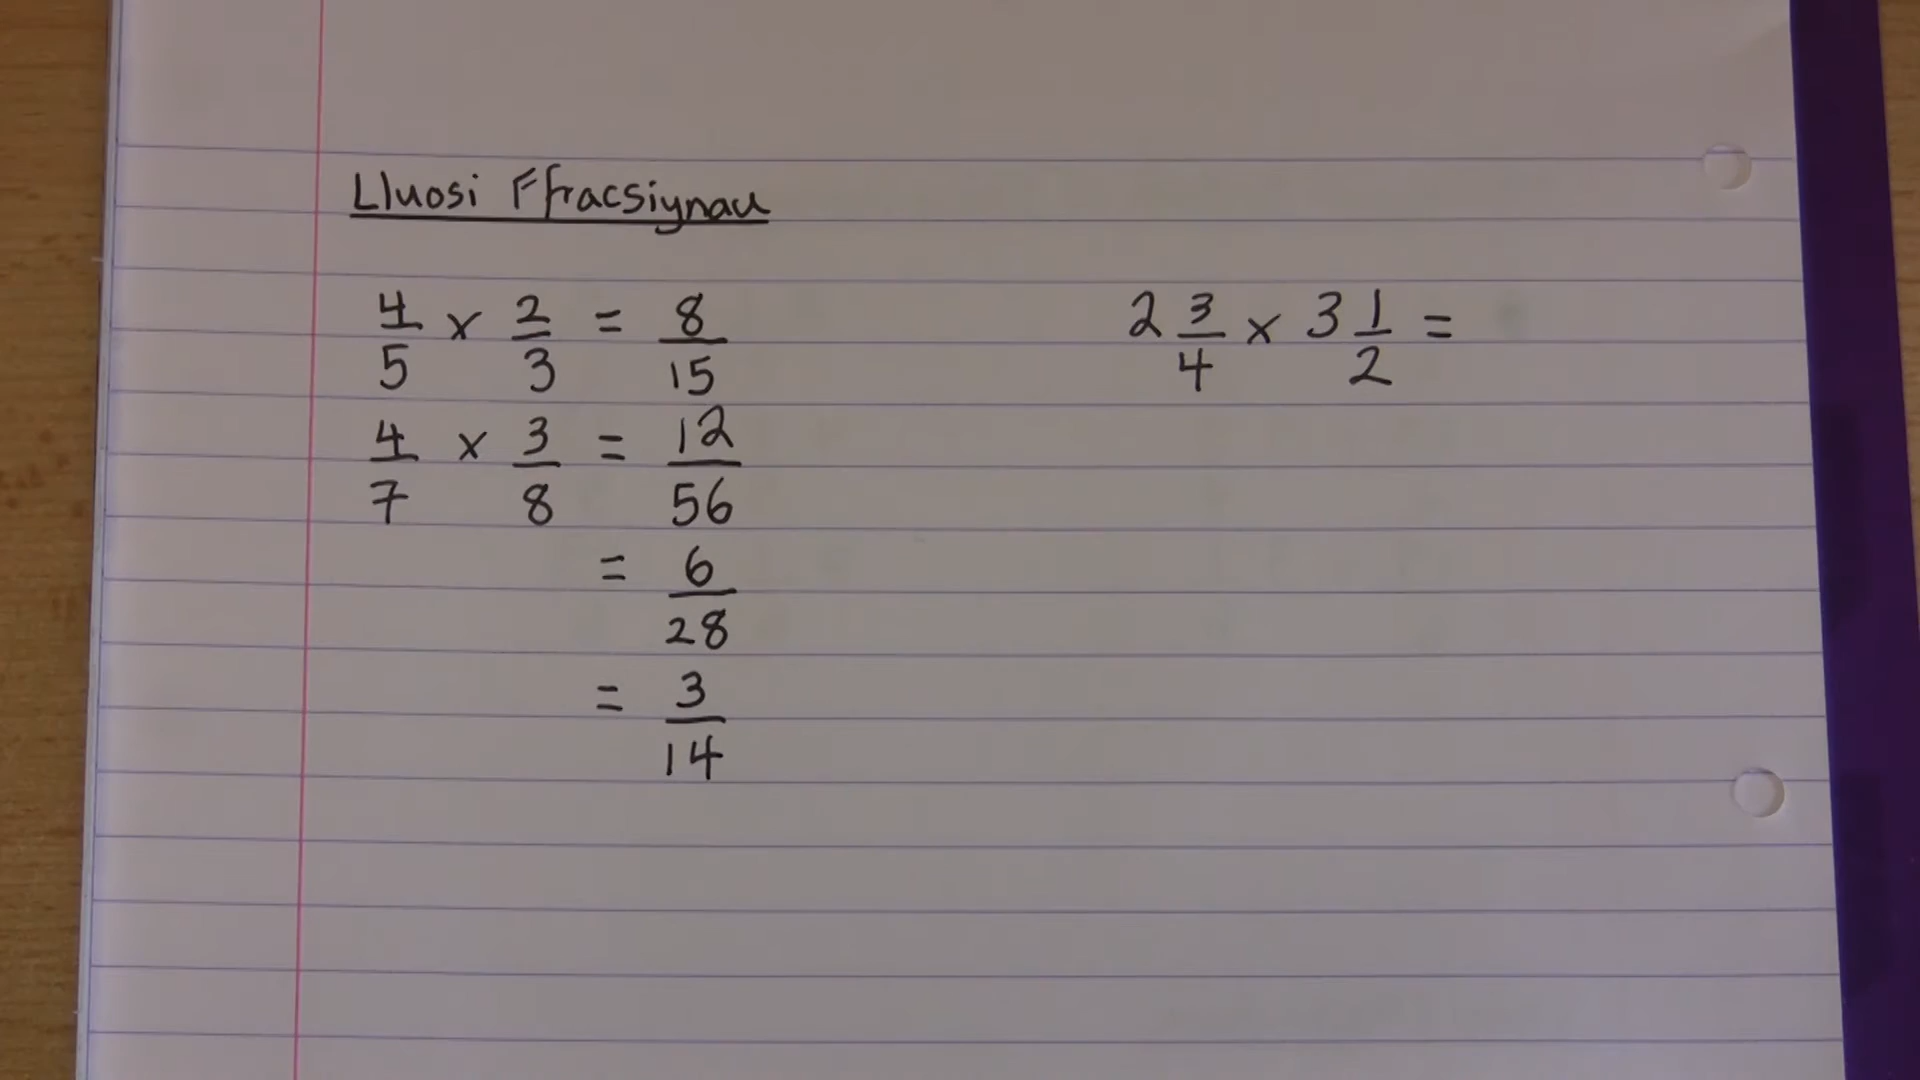 Lluosi Ffracsiynau
4/5 x 2/3 = 8/15
4/7 x 3/8 = 12/56
= 6/28
= 3/14
2 3/4 x 3 1/2 =